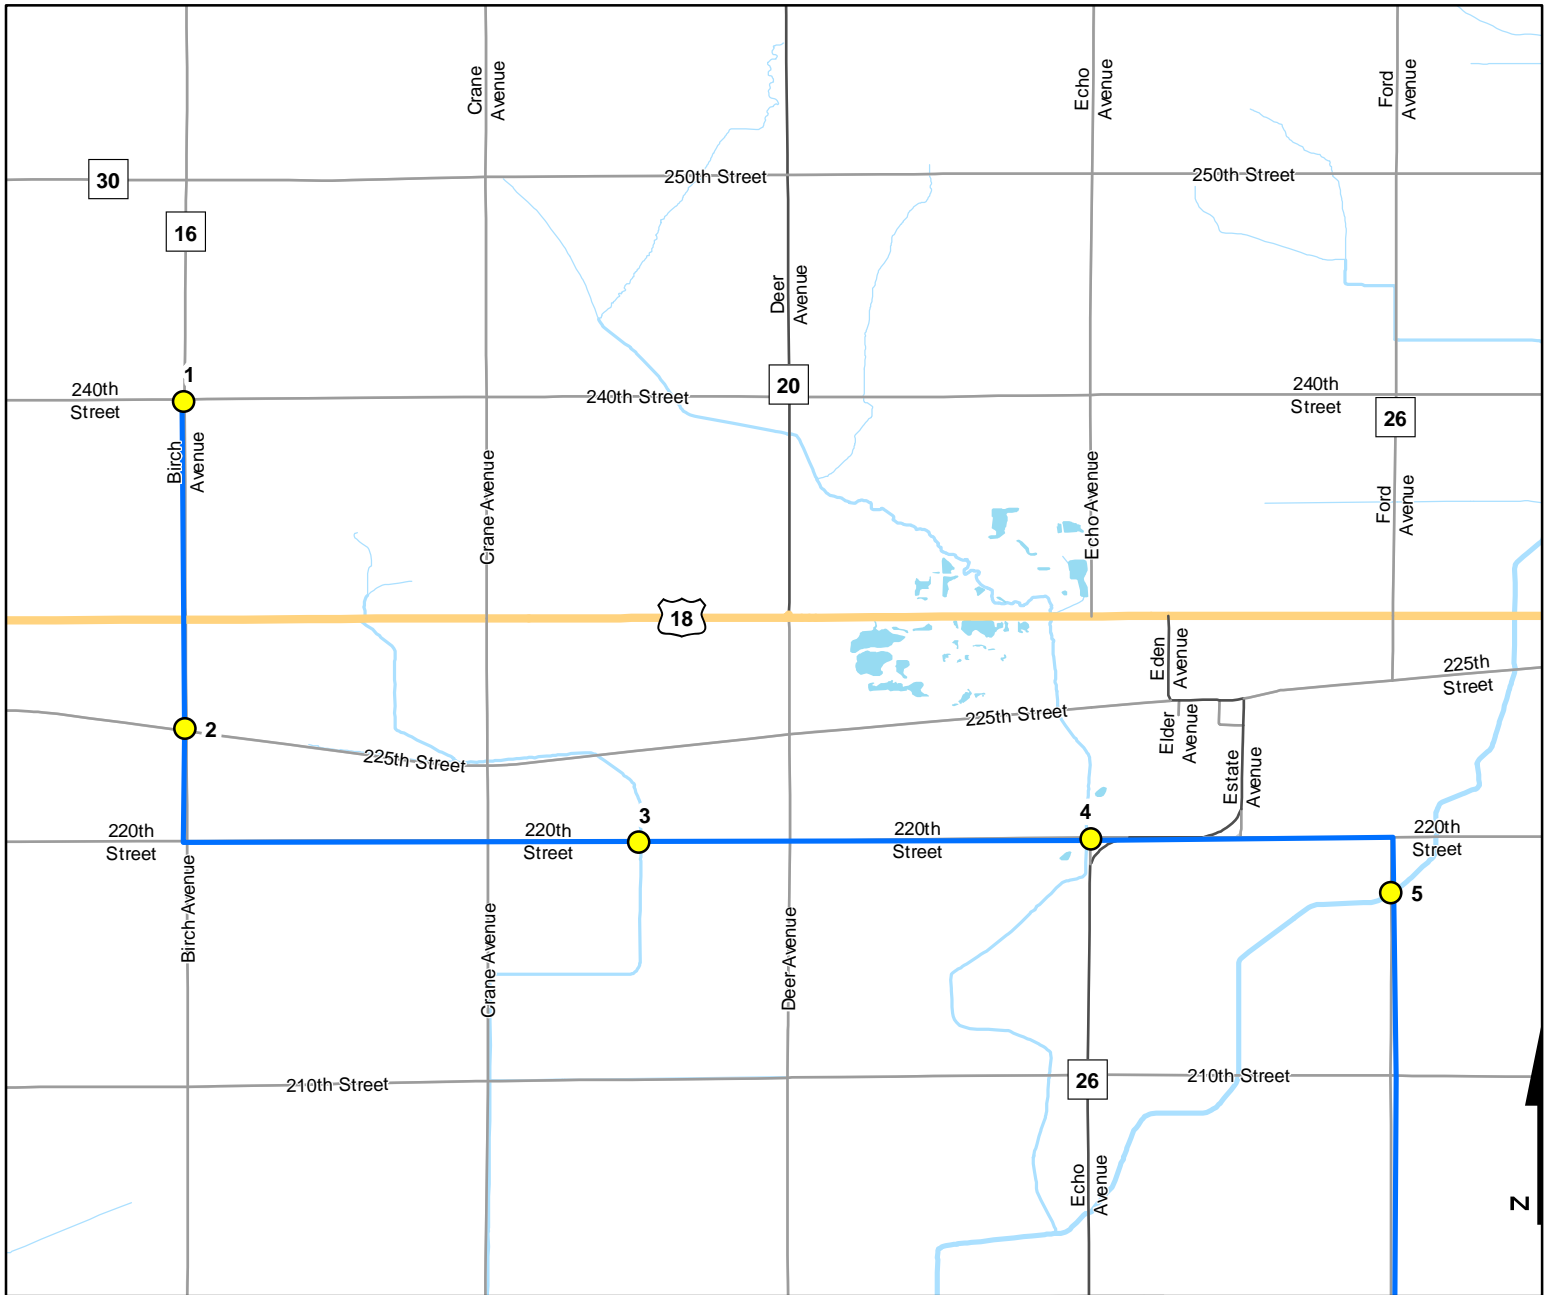 Crane
Avenue
Echo
Avenue
Ford
Avenue
30
250th Street
250th Street
16
Deer
Avenue
1
240th
Street
240th Street
20
240th
Street
26
Birch
Avenue
Crane Avenue
Echo Avenue
Ford
Avenue
18
Eden
Avenue
225th
Street
2
225th Street
225th Street
Elder
Avenue
Estate
Avenue
3
4
220th
Street
220th
Street
220th
Street
220th
Street
5
Birch Avenue
Crane Avenue
Deer Avenue
210th Street
26
210th Street
Echo
Avenue
N